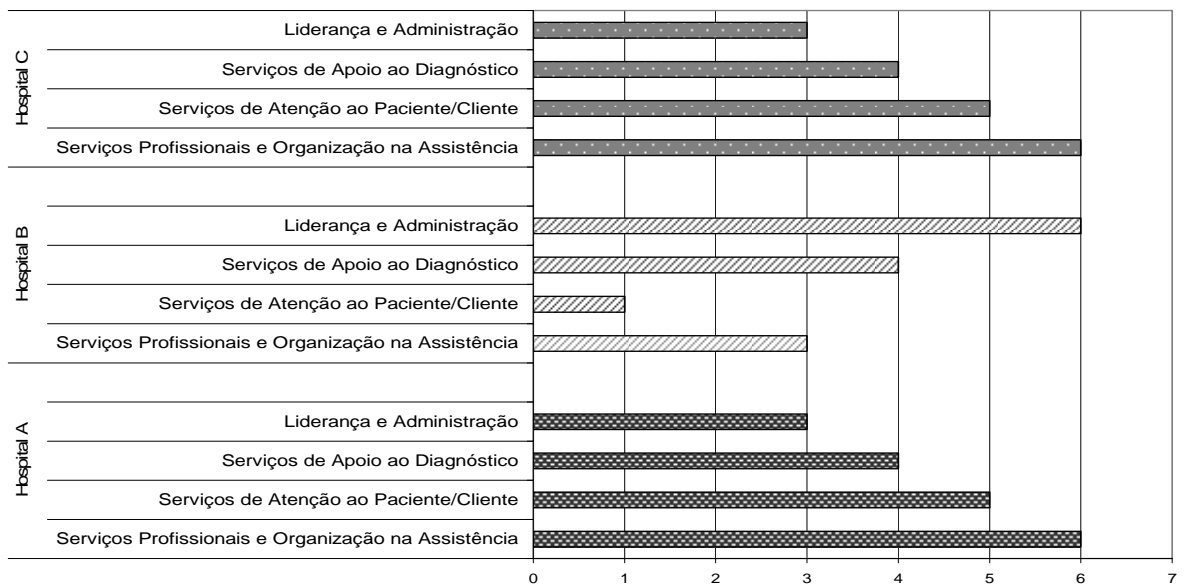 Hospital C
Liderança e Administração
Serviços de Apoio ao Diagnóstico
Serviços de Atenção ao Paciente/Cliente
Serviços Profissionais e Organização na Assistência
Hospital B
Liderança e Administração
Serviços de Apoio ao Diagnóstico
Serviços de Atenção ao Paciente/Cliente
Serviços Profissionais e Organização na Assistência
Hospital A
Liderança e Administração
Serviços de Apoio ao Diagnóstico
Serviços de Atenção ao Paciente/Cliente
Serviços Profissionais e Organização na Assistência
0 1 2 3 4 5 6 7